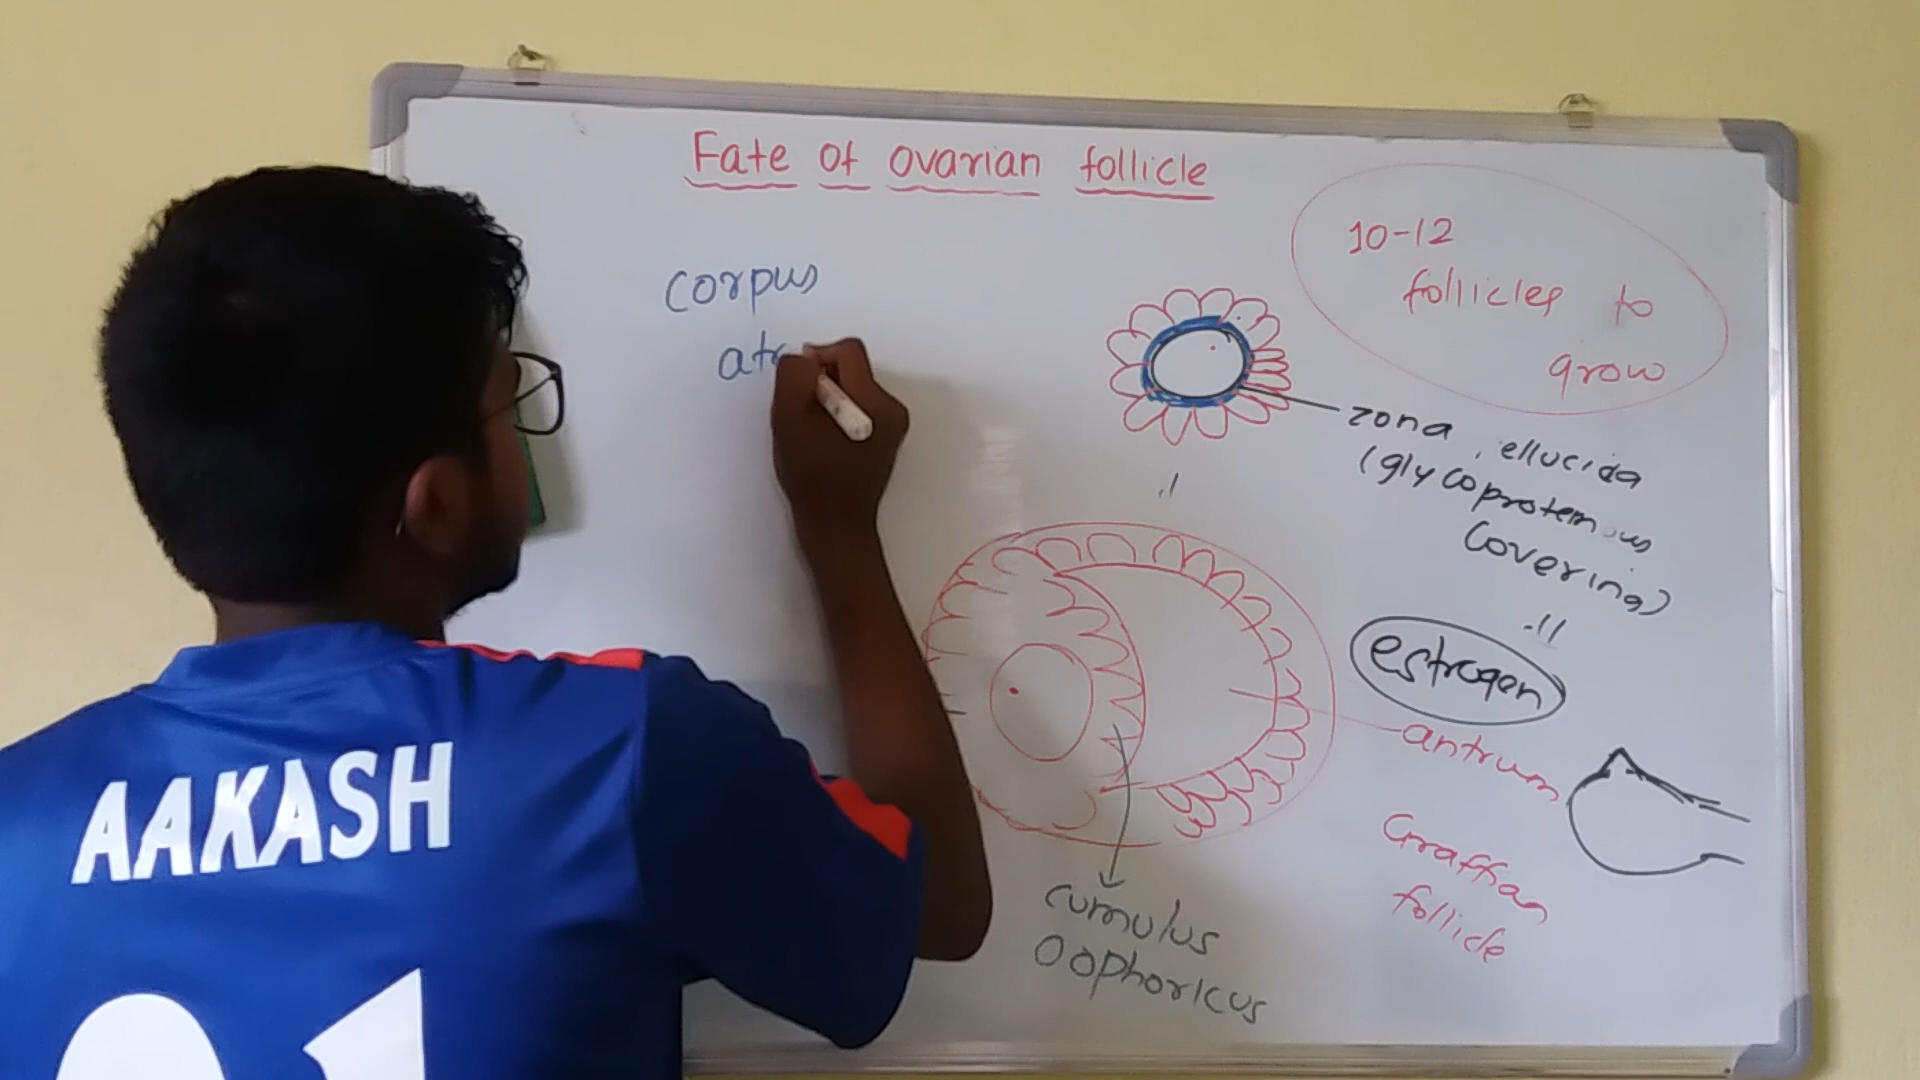 Fate of ovarian follicle
corpus
atr
10-12
follicles to
grow
zona ellucida
(glycoproteinous
covering)
estrogen
antrum
Graffian
follicle
cumulus
Oophoricus
AAKASH